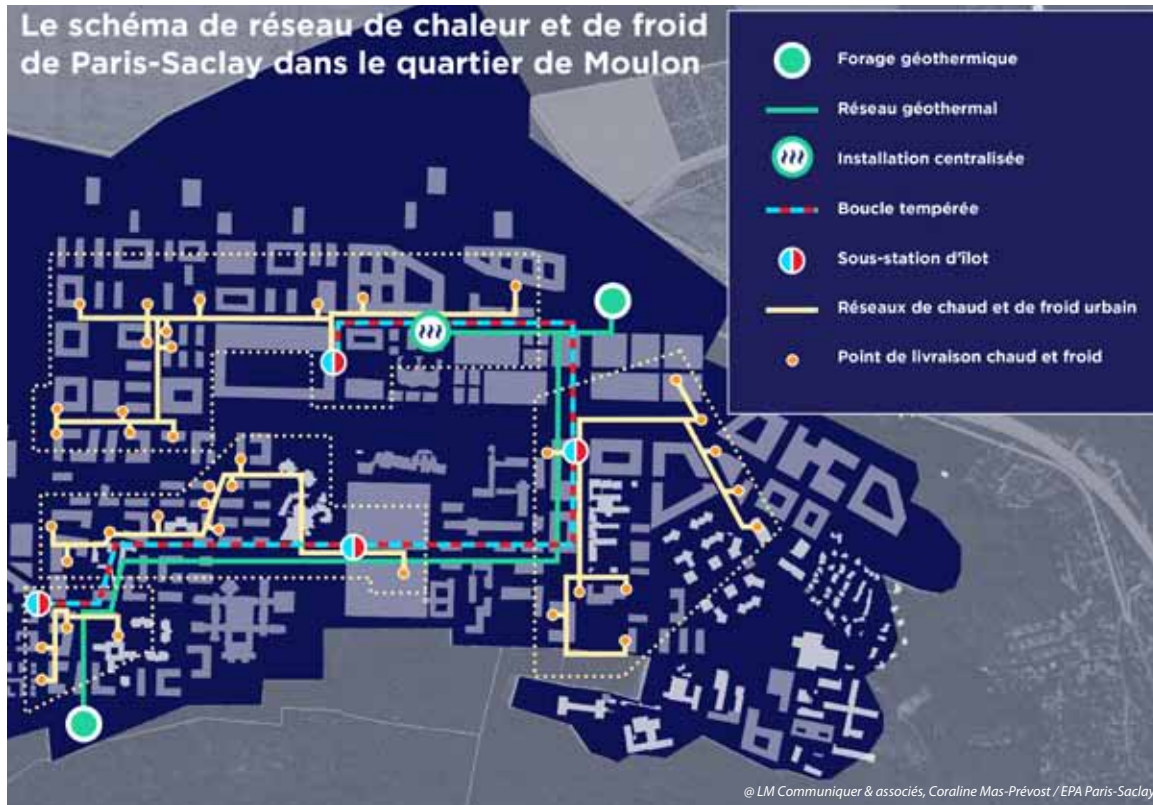 Le schéma de réseau de chaleur et de froid
de Paris-Saclay dans le quartier de Moulon
Forage géothermique
Réseau géothermal
Installation centralisée
Boucle tempérée
Sous-station d'îlot
Réseaux de chaud et de froid urbain
Point de livraison chaud et froid
@ LM Communiquer & associés, Coraline Mas-Prévost / EPA Paris-Saclay